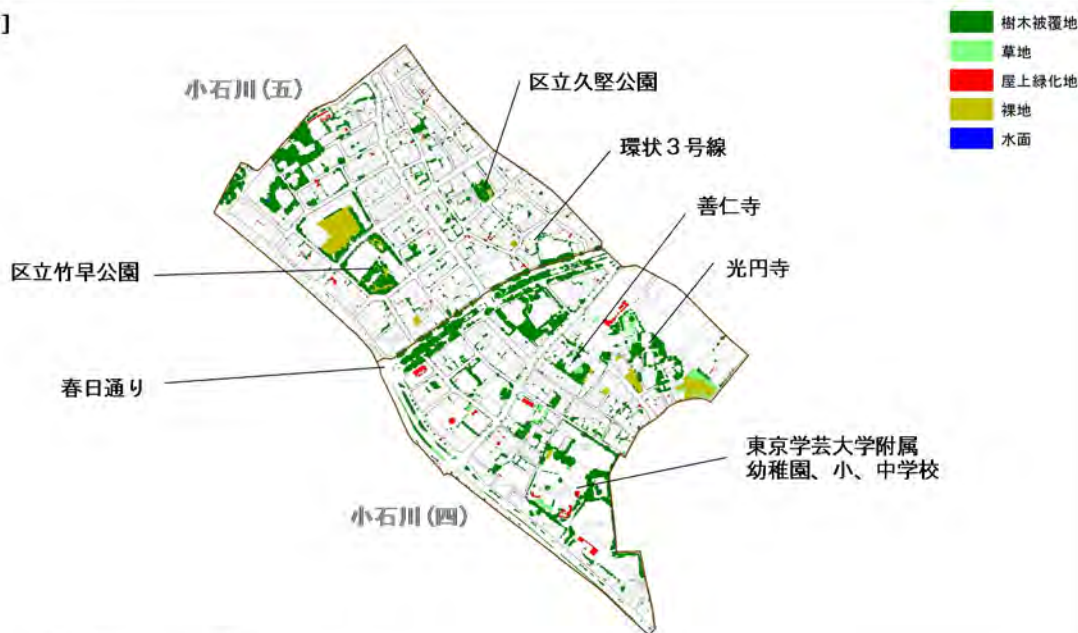 ]
樹木被覆地
草地
屋上緑化地
裸地
水面
小石川(五)
区立久堅公園
環状3号線
善仁寺
光円寺
区立竹早公園
春日通り
東京学芸大学附属
幼稚園、小、中学校
小石川(四)